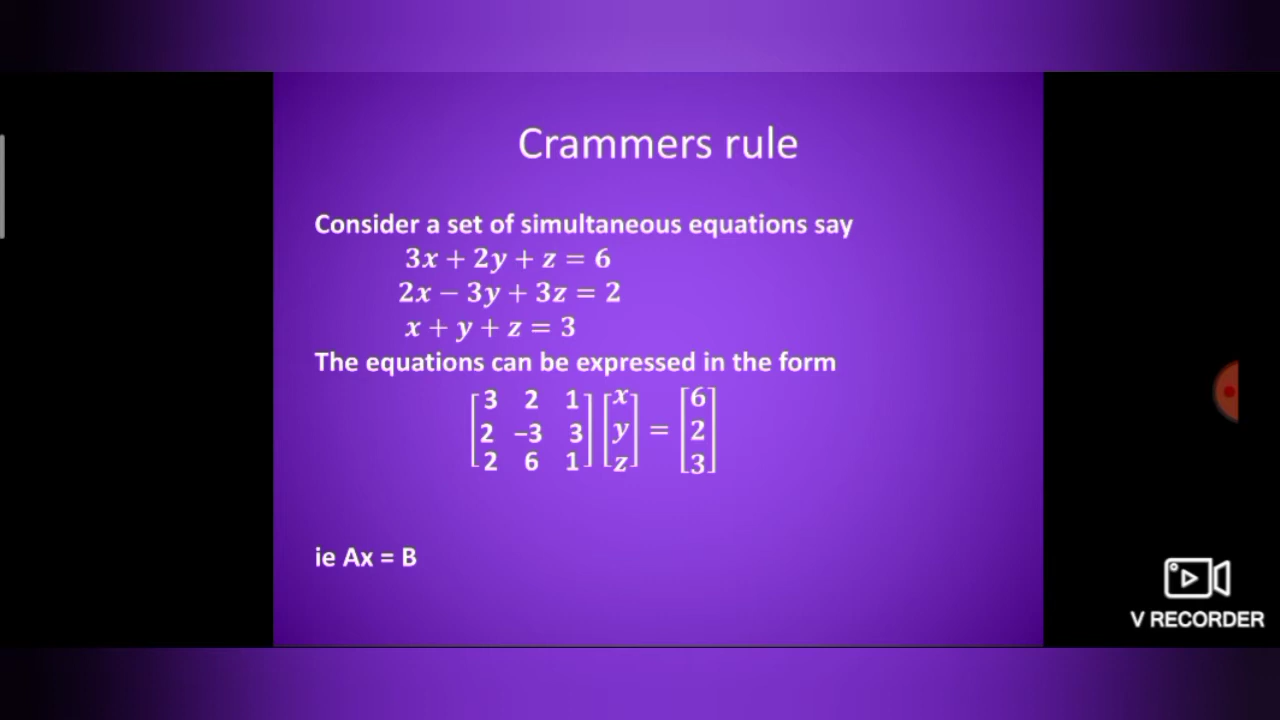 Crammers rule
Consider a set of simultaneous equations say
3x + 2y + z = 6
2x − 3y + 3z = 2
x + y + z = 3
The equations can be expressed in the form
[3 2 1] [x] [6]
[2 −3 3] [y] = [2]
[2 6 1] [z] [3]
ie Ax = B
V RECORDER